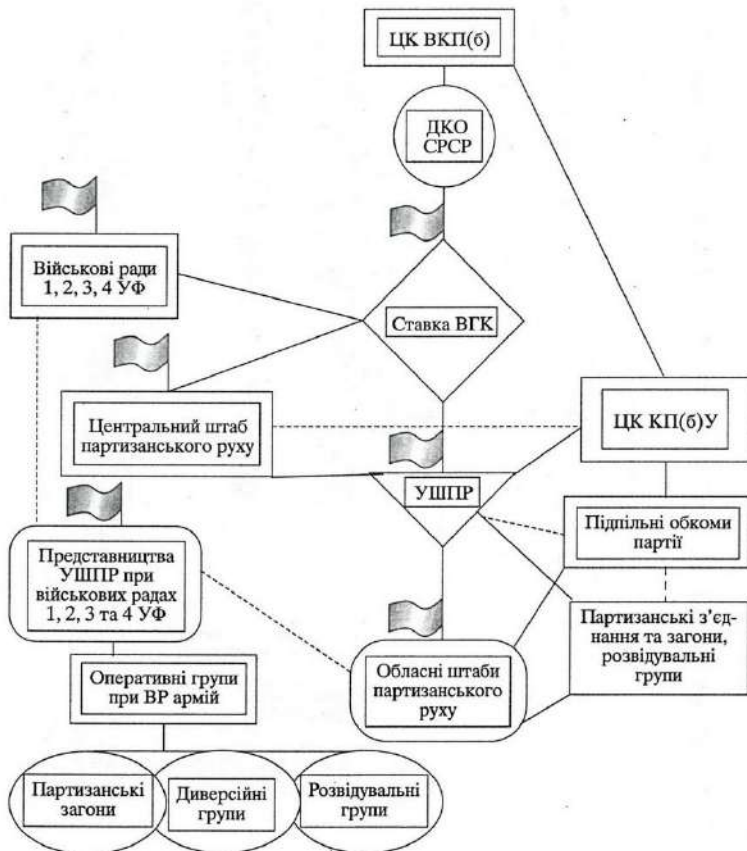 ЦК ВКП(б)
ДКО
СРСР
Військові ради
1, 2, 3, 4 УФ
Ставка ВГК
Центральний штаб
партизанського руху
ЦК КП(б)У
УШПР
Підпільні обкоми
партії
Представництва
УШПР при
військових радах
1, 2, 3 та 4 УФ
Партизанські з’єд-
нання та загони,
розвідувальні
групи
Обласні штаби
партизанського
руху
Оперативні групи
при ВР армій
Партизанські
загони
Диверсійні
групи
Розвідувальні
групи